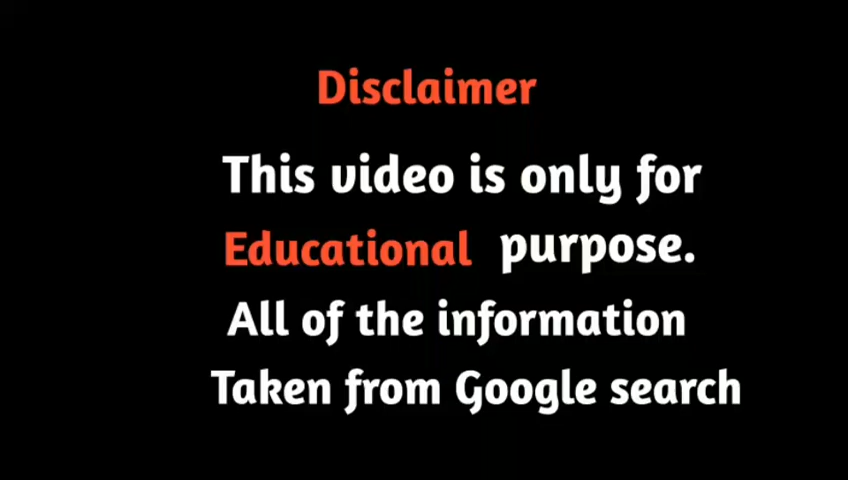 Disclaimer
This video is only for
Educational purpose.
All of the information
Taken from Google search